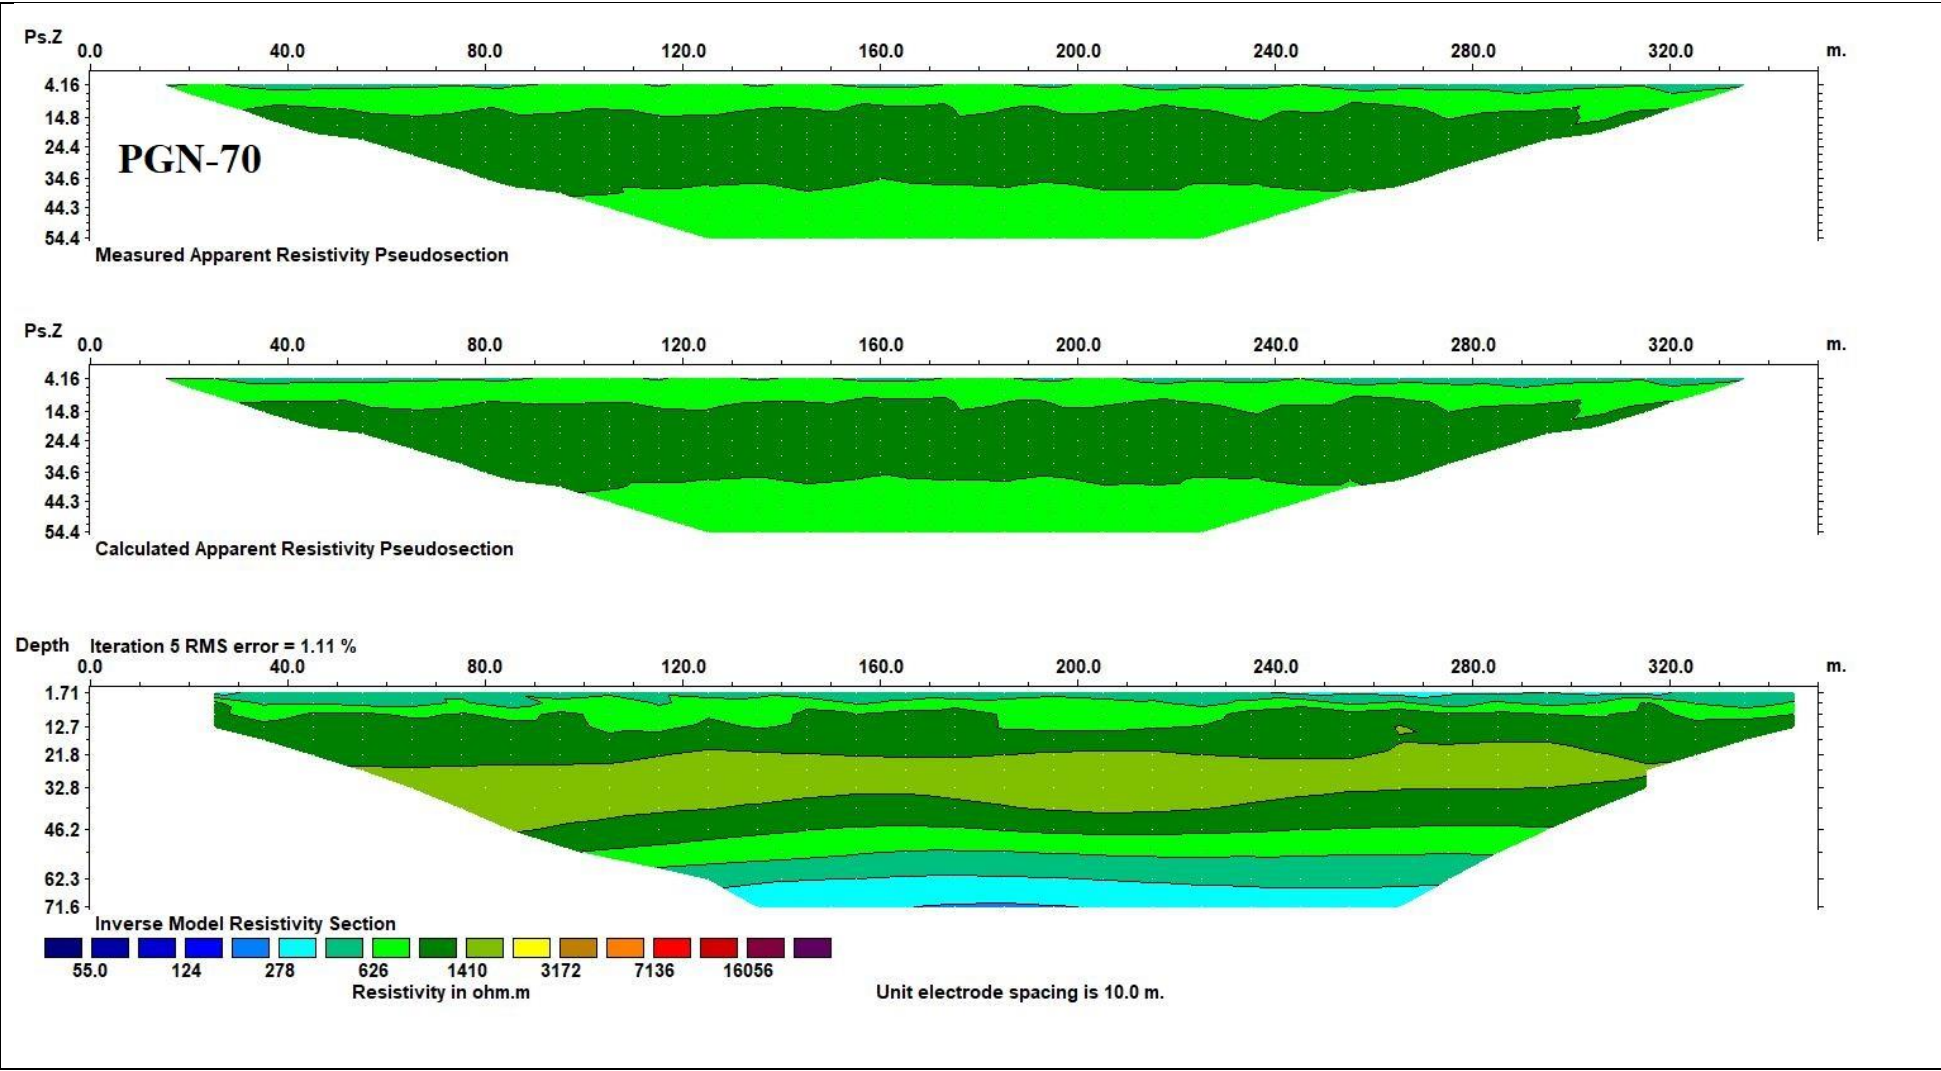 Ps.Z
0.0 40.0 80.0 120.0 160.0 200.0 240.0 280.0 320.0 m.
4.16
14.8
24.4
34.6
44.3
54.4
PGN-70
Measured Apparent Resistivity Pseudosection
Ps.Z
0.0 40.0 80.0 120.0 160.0 200.0 240.0 280.0 320.0 m.
4.16
14.8
24.4
34.6
44.3
54.4
Calculated Apparent Resistivity Pseudosection
Depth Iteration 5 RMS error = 1.11 %
0.0 40.0 80.0 120.0 160.0 200.0 240.0 280.0 320.0 m.
1.71
12.7
21.8
32.8
46.2
62.3
71.6
Inverse Model Resistivity Section
55.0 124 278 626 1410 3172 7136 16056
Resistivity in ohm.m Unit electrode spacing is 10.0 m.